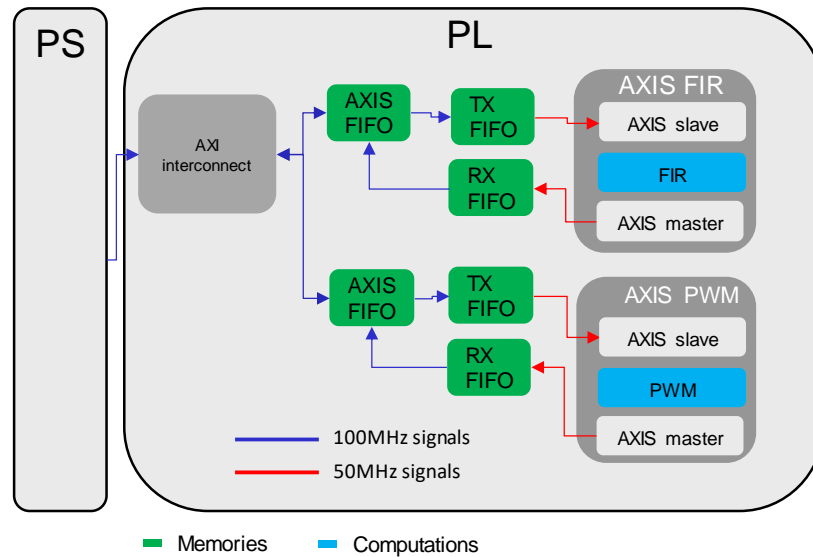 PS
PL
AXI
interconnect
AXIS
FIFO
TX
FIFO
RX
FIFO
AXIS FIR
AXIS slave
FIR
AXIS master
AXIS
FIFO
TX
FIFO
RX
FIFO
AXIS PWM
AXIS slave
PWM
AXIS master
100MHz signals
50MHz signals
Memories
Computations